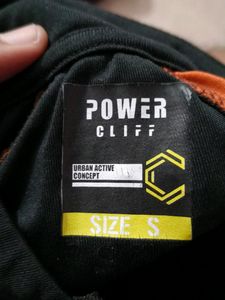 POWER
CLIFF
URBAN ACTIVE
CONCEPT
SIZE S